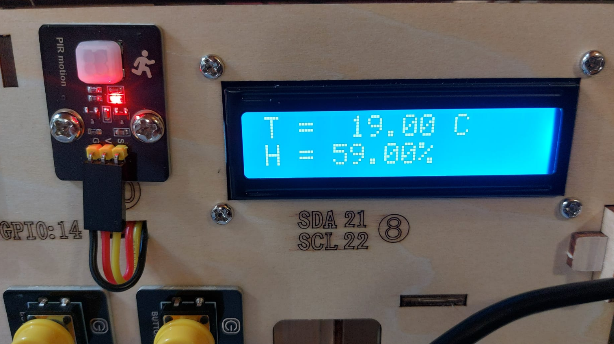 PIR motion
S
V
G
T =  19.00 C
H = 59.00%
GPIO:14
SDA 21
SCL 22
8